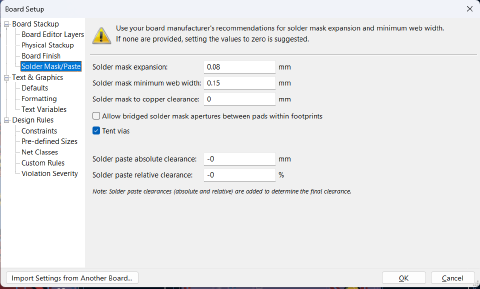 Board Setup
Board Stackup
Board Editor Layers
Physical Stackup
Board Finish
Solder Mask/Paste
Text & Graphics
Defaults
Formatting
Text Variables
Design Rules
Constraints
Pre-defined Sizes
Net Classes
Custom Rules
Violation Severity
Use your board manufacturer's recommendations for solder mask expansion and minimum web width.
If none are provided, setting the values to zero is suggested.
Solder mask expansion: 0.08 mm
Solder mask minimum web width: 0.15 mm
Solder mask to copper clearance: 0 mm
Allow bridged solder mask apertures between pads within footprints
Tent vias
Solder paste absolute clearance: -0 mm
Solder paste relative clearance: -0 %
Note: Solder paste clearances (absolute and relative) are added to determine the final clearance.
Import Settings from Another Board...
OK
Cancel